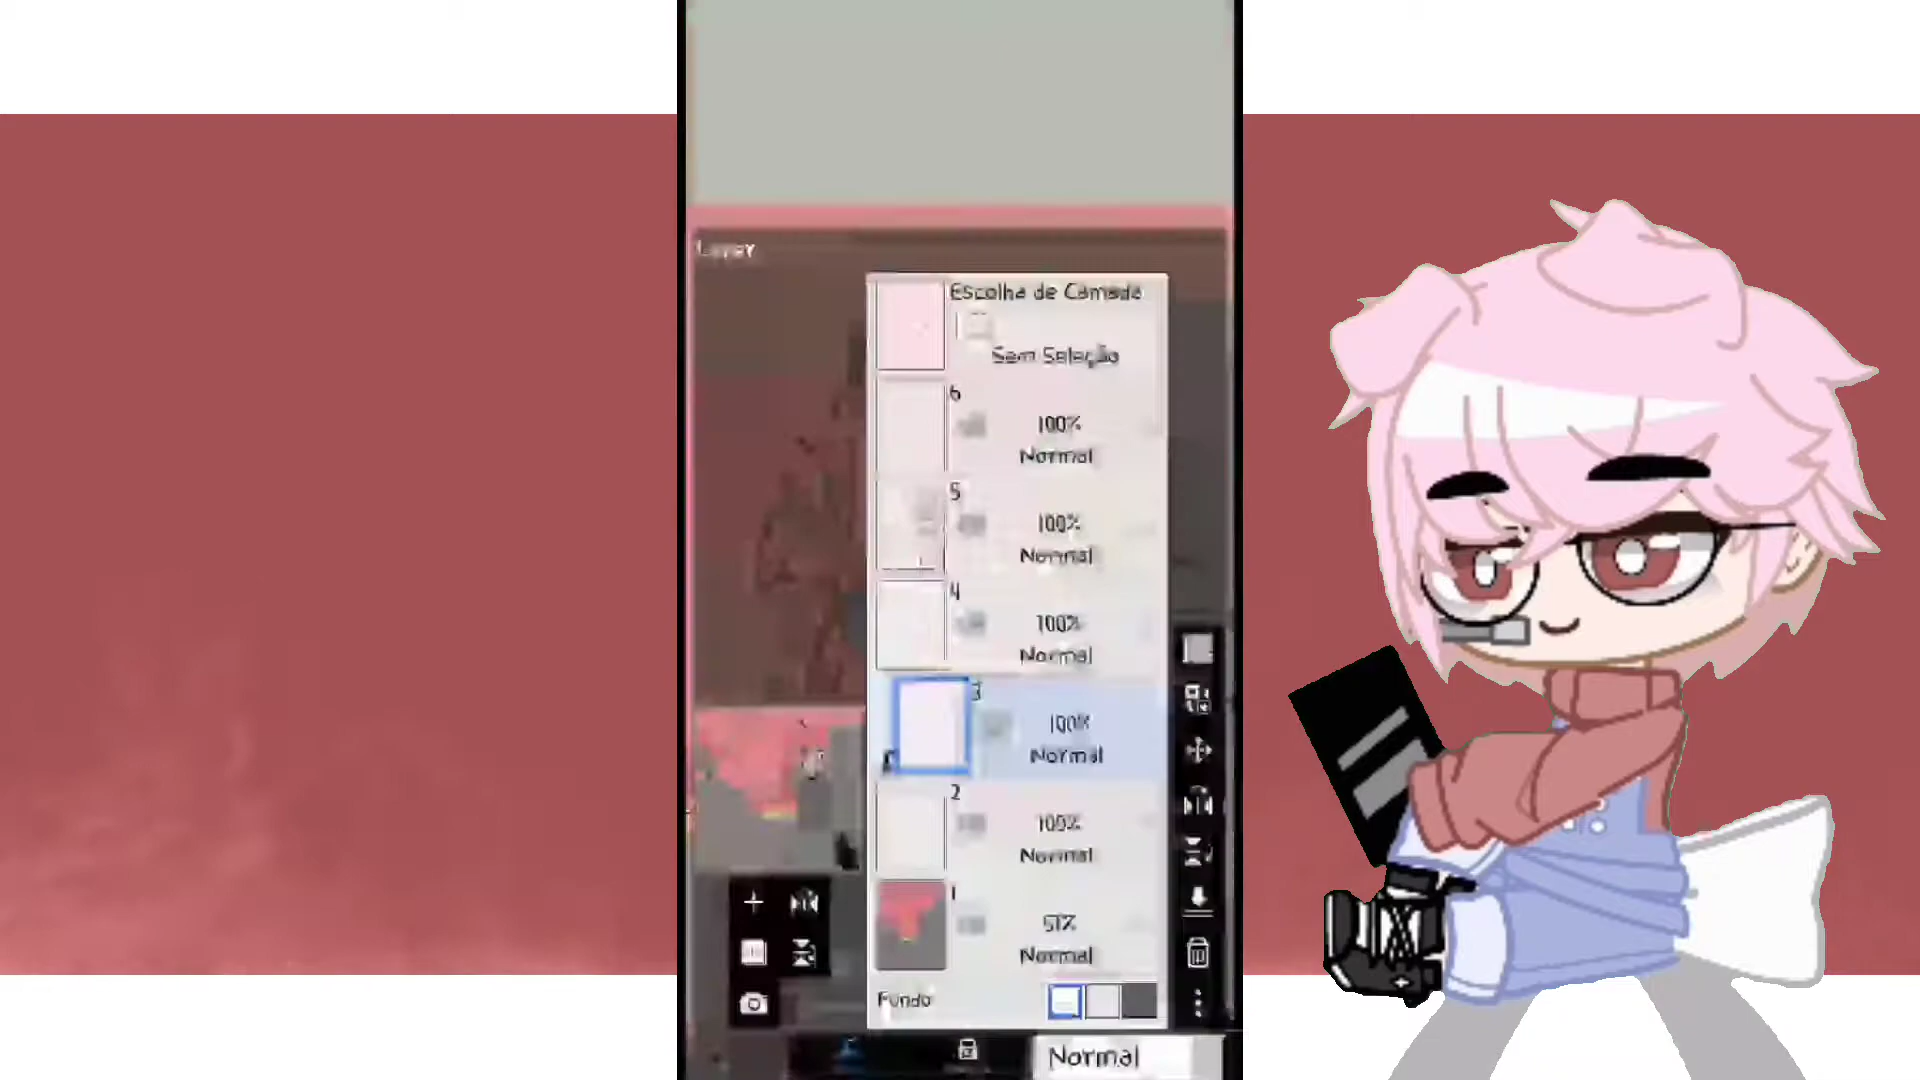 Layer
Escolha de Camada
Sem Seleção
6
100%
Normal
5
100%
Normal
4
100%
Normal
3
100%
Normal
2
100%
Normal
1
51%
Normal
Fundo
Normal